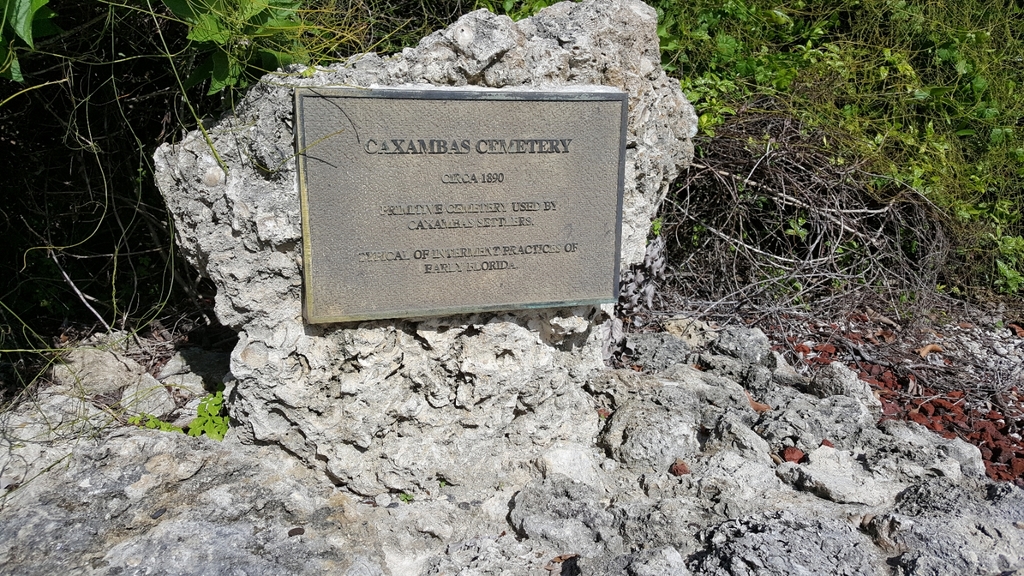 CAXAMBAS CEMETERY
CIRCA 1890
PRIMITIVE CEMETERY USED BY
CAXAMBAS SETTLERS.
TYPICAL OF INTERMENT PRACTICES OF
EARLY FLORIDA.